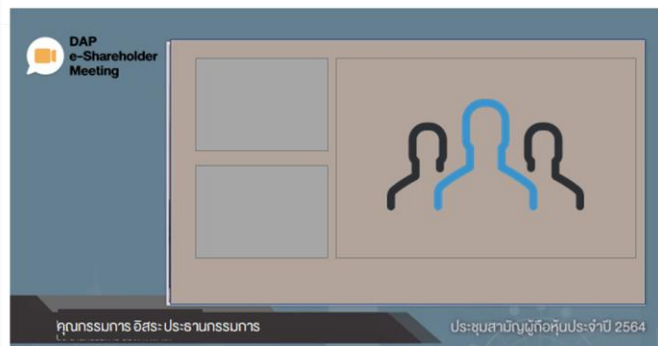 DAP
e-Shareholder
Meeting
คุณกรรมการ อิสระ ประธานกรรมการ
ประชุมสามัญผู้ถือหุ้นประจำปี 2564